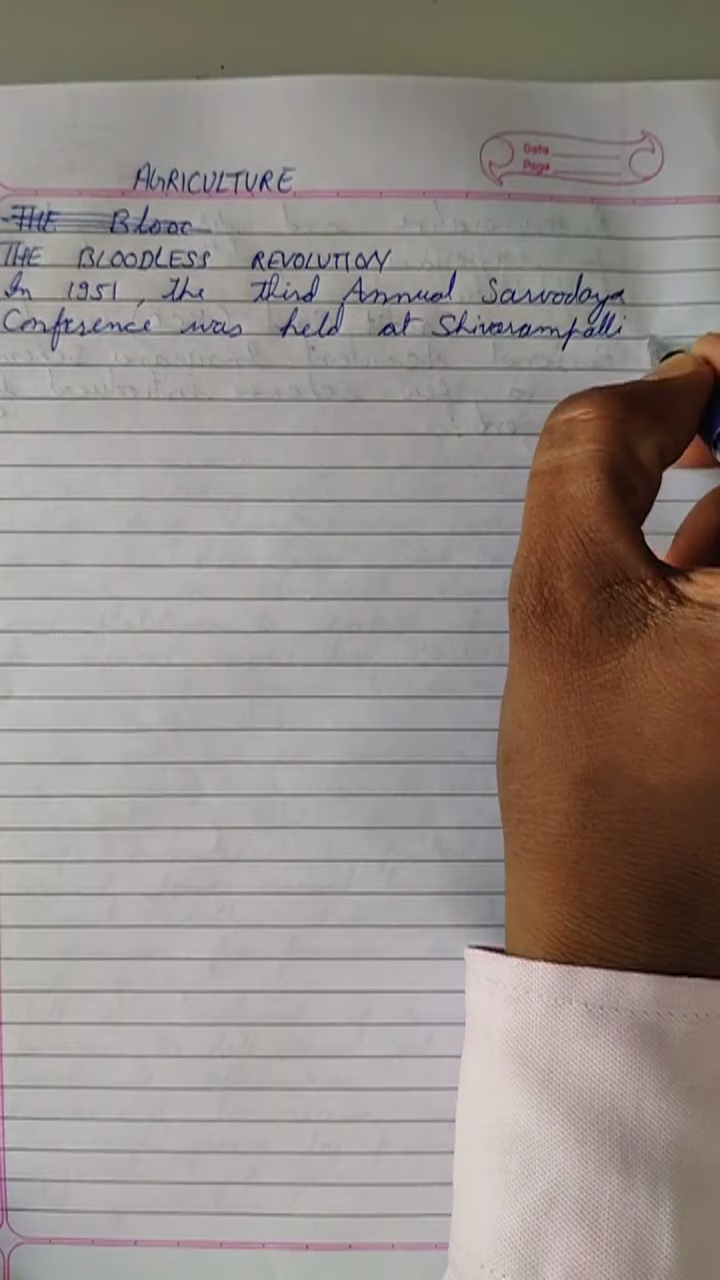 Date
Page
AGRICULTURE
THE Blooc
THE BLOODLESS REVOLUTION
In 1951, the third Annual Sarvodaya
Conference was held at Shivarampalli